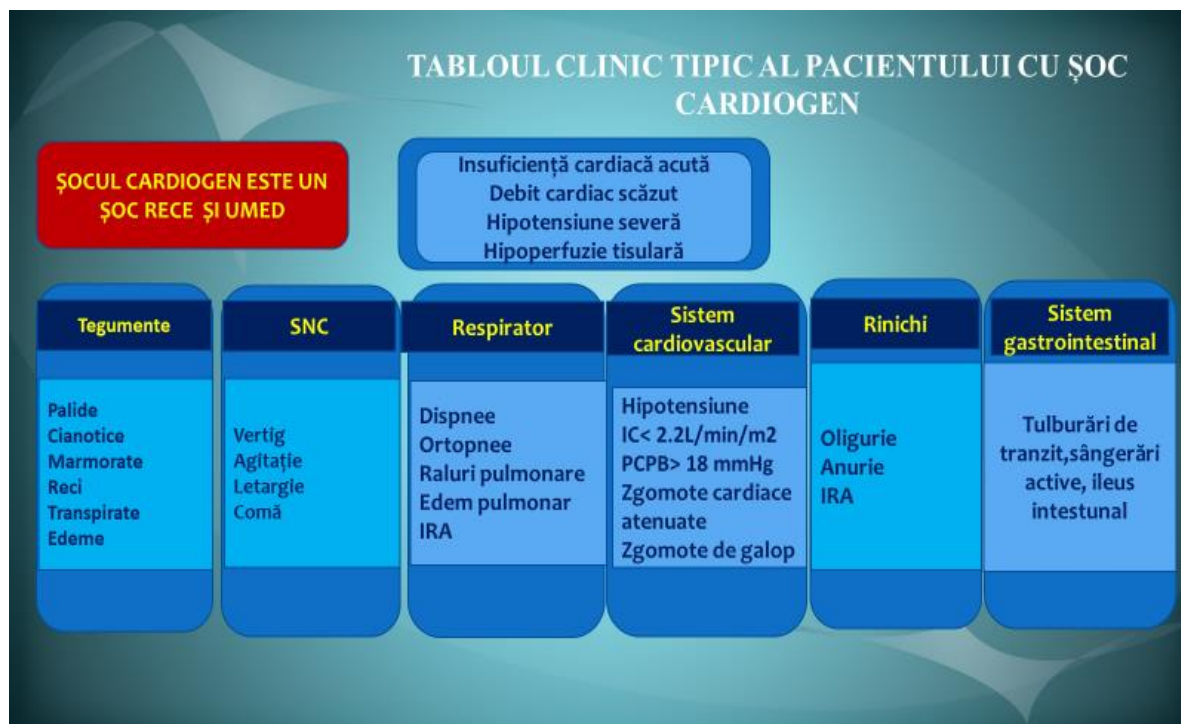 TABLOUL CLINIC TIPIC AL PACIENTULUI CU ȘOC
CARDIOGEN
ȘOCUL CARDIOGEN ESTE UN
ȘOC RECE ȘI UMED
Insuficiență cardiacă acută
Debit cardiac scăzut
Hipotensiune severă
Hipoperfuzie tisulară
Tegumente
Palide
Cianotice
Marmorate
Reci
Transpirate
Edeme
SNC
Vertig
Agitație
Letargie
Comă
Respirator
Dispnee
Ortopnee
Raluri pulmonare
Edem pulmonar
IRA
Sistem
cardiovascular
Hipotensiune
IC< 2.2L/min/m2
PCPB> 18 mmHg
Zgomote cardiace
atenuate
Zgomote de galop
Rinichi
Oligurie
Anurie
IRA
Sistem
gastrointestinal
Tulburări de
tranzit,sângerări
active, ileus
intestunal